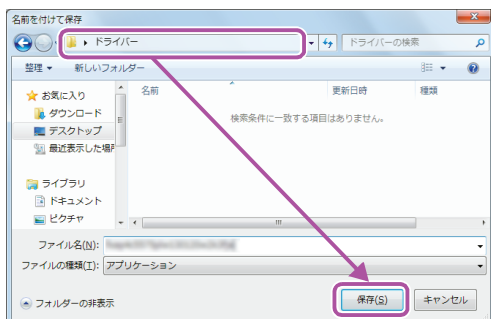 名前を付けて保存
ドライバー
ドライバーの検索
整理 新しいフォルダー
お気に入り
ダウンロード
デスクトップ
最近表示した場所
ライブラリ
ドキュメント
ピクチャ
名前 更新日時 種類
検索条件に一致する項目はありません。
ファイル名(N):
ファイルの種類(T): アプリケーション
フォルダーの非表示
保存(S) キャンセル